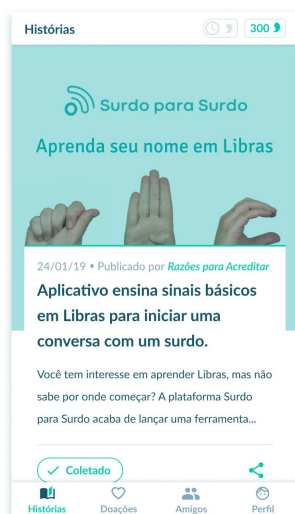 Histórias
300
Surdo para Surdo
Aprenda seu nome em Libras
24/01/19 • Publicado por Razões para Acreditar
Aplicativo ensina sinais básicos
em Libras para iniciar uma
conversa com um surdo.
Você tem interesse em aprender Libras, mas não
sabe por onde começar? A plataforma Surdo
para Surdo acaba de lançar uma ferramenta...
Coletado
Histórias
Doações
Amigos
Perfil